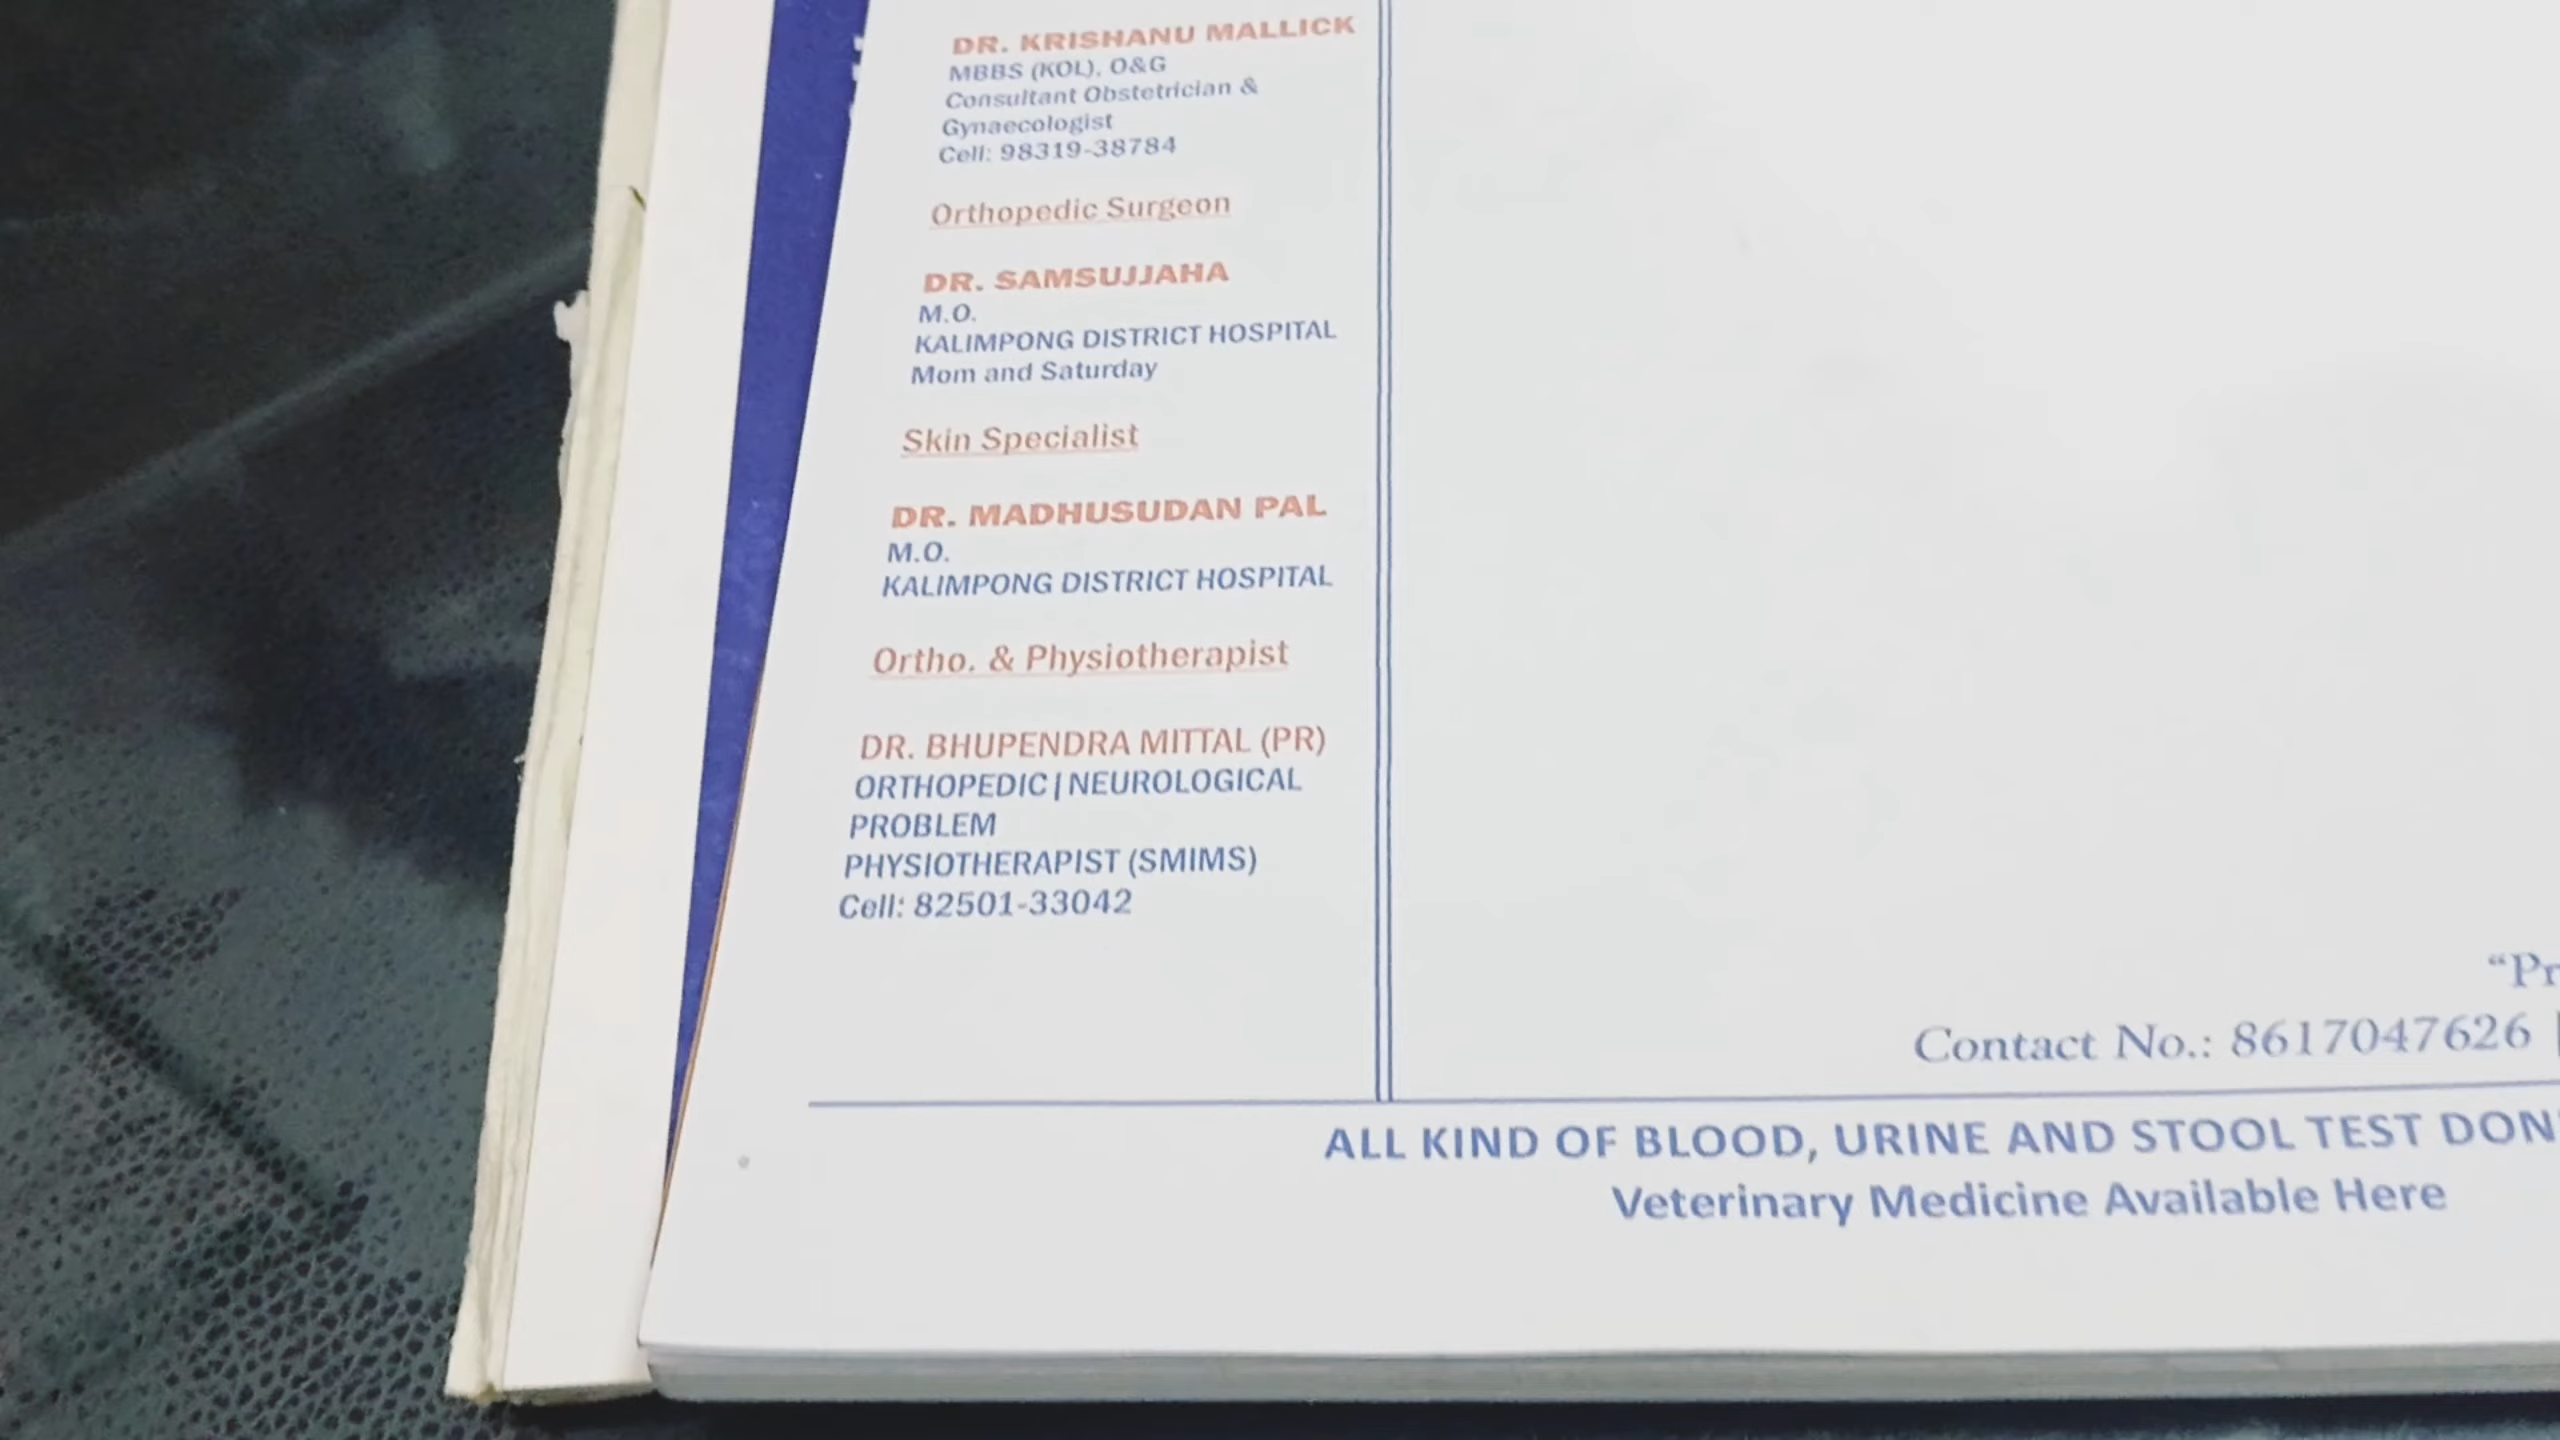 DR. KRISHANU MALLICK
MBBS (KOL), O&G
Consultant Obstetrician &
Gynaecologist
Cell: 98319-38784
Orthopedic Surgeon
DR. SAMSUJJAHA
M.O.
KALIMPONG DISTRICT HOSPITAL
Mom and Saturday
Skin Specialist
DR. MADHUSUDAN PAL
M.O.
KALIMPONG DISTRICT HOSPITAL
Ortho. & Physiotherapist
DR. BHUPENDRA MITTAL (PR)
ORTHOPEDIC | NEUROLOGICAL
PROBLEM
PHYSIOTHERAPIST (SMIMS)
Cell: 82501-33042
Contact No.: 8617047626 |
ALL KIND OF BLOOD, URINE AND STOOL TEST
Veterinary Medicine Available Here